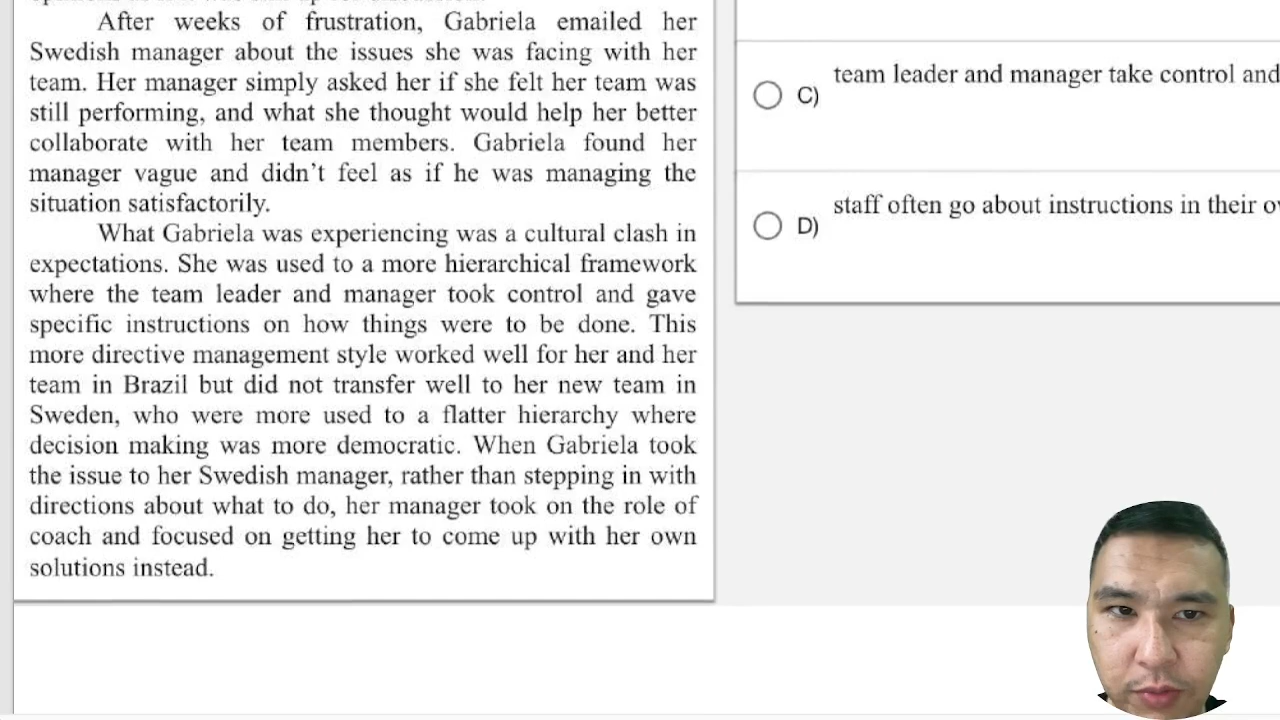 After weeks of frustration, Gabriela emailed her
Swedish manager about the issues she was facing with her
team. Her manager simply asked her if she felt her team was
still performing, and what she thought would help her better
collaborate with her team members. Gabriela found her
manager vague and didn't feel as if he was managing the
situation satisfactorily.
What Gabriela was experiencing was a cultural clash in
expectations. She was used to a more hierarchical framework
where the team leader and manager took control and gave
specific instructions on how things were to be done. This
more directive management style worked well for her and her
team in Brazil but did not transfer well to her new team in
Sweden, who were more used to a flatter hierarchy where
decision making was more democratic. When Gabriela took
the issue to her Swedish manager, rather than stepping in with
directions about what to do, her manager took on the role of
coach and focused on getting her to come up with her own
solutions instead.
C) team leader and manager take control and
D) staff often go about instructions in their